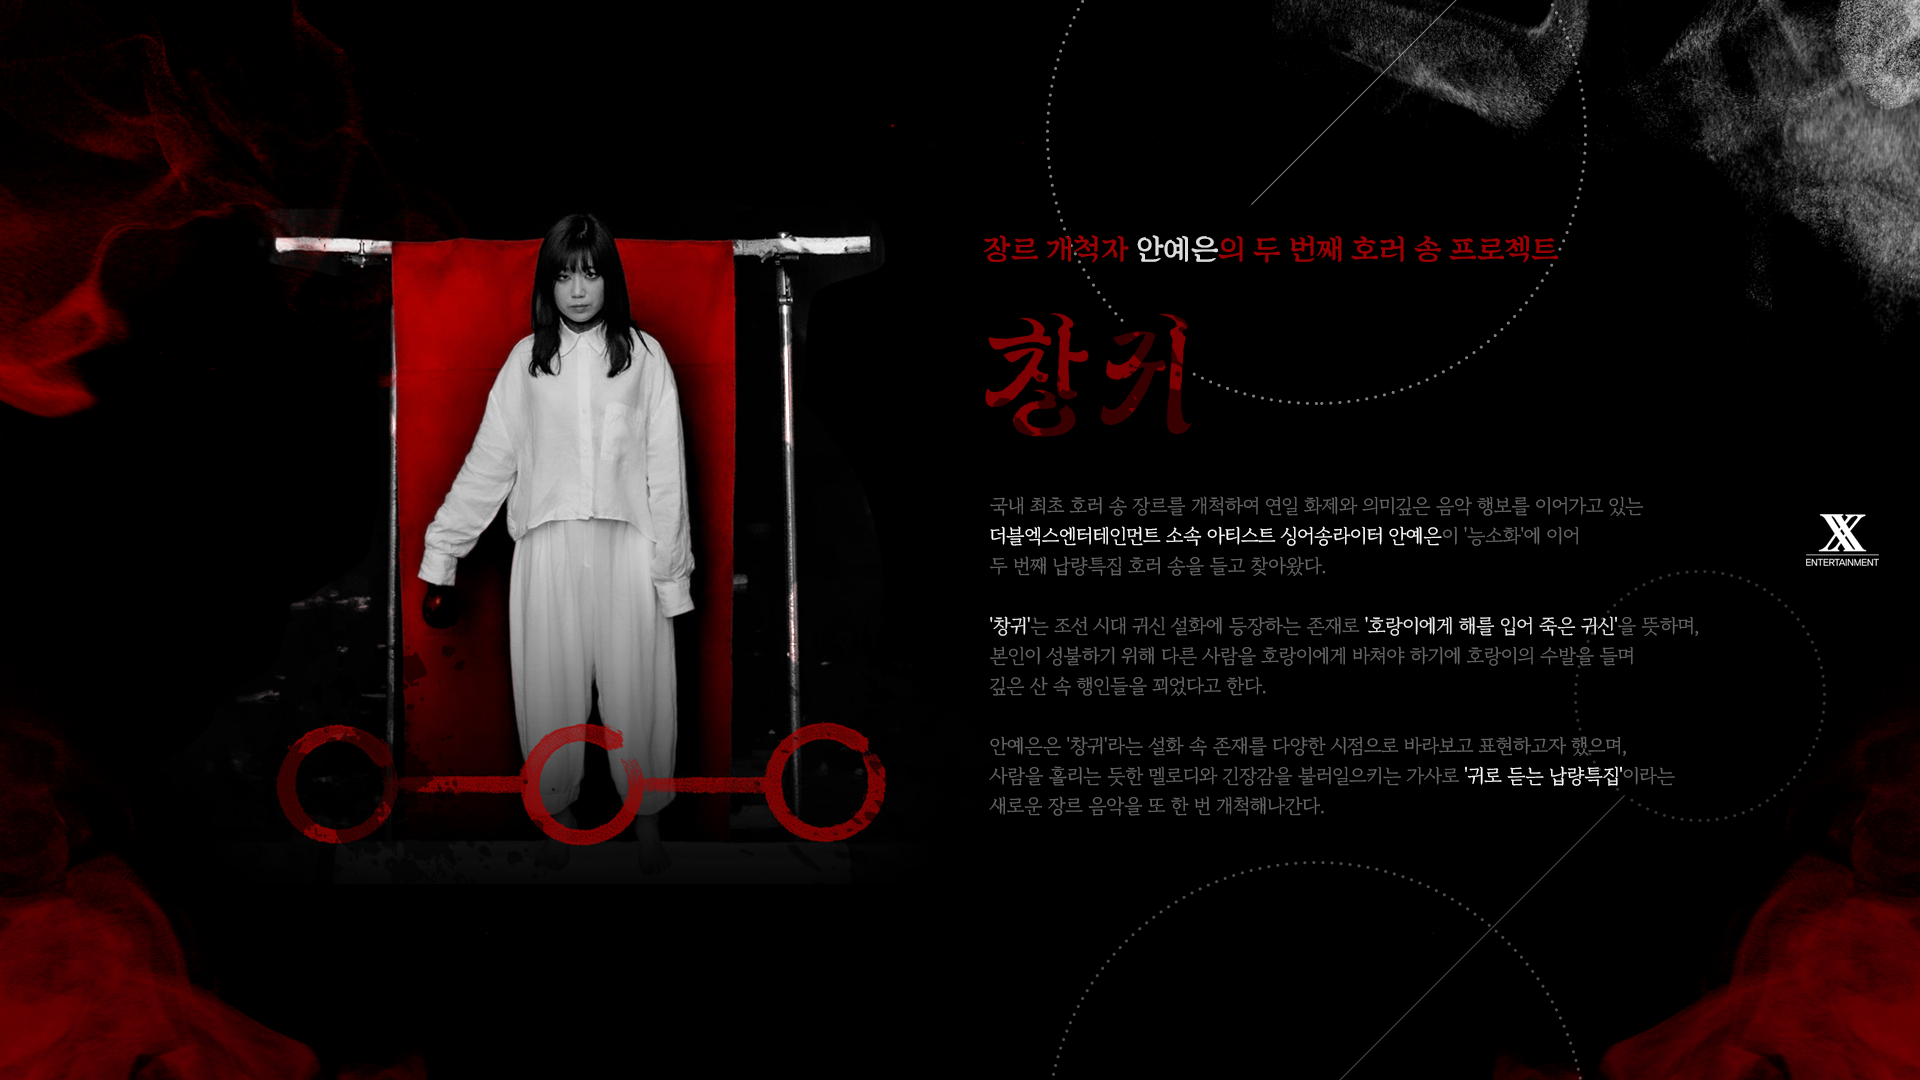 장르 개척자 안예은의 두 번째 호러 송 프로젝트
창귀
국내 최초 호러 송 장르를 개척하여 연일 화제와 의미깊은 음악 행보를 이어가고 있는
더블엑스엔터테인먼트 소속 아티스트 싱어송라이터 안예은이 '능소화'에 이어
두 번째 납량특집 호러 송을 들고 찾아왔다.
'창귀'는 조선 시대 귀신 설화에 등장하는 존재로 '호랑이에게 해를 입어 죽은 귀신'을 뜻하며,
본인이 성불하기 위해 다른 사람을 호랑이에게 바쳐야 하기에 호랑이의 수발을 들며
깊은 산 속 행인들을 꾀었다고 한다.
안예은은 '창귀'라는 설화 속 존재를 다양한 시점으로 바라보고 표현하고자 했으며,
사람을 홀리는 듯한 멜로디와 긴장감을 불러일으키는 가사로 '귀로 듣는 납량특집'이라는
새로운 장르 음악을 또 한 번 개척해나간다.
XX
ENTERTAINMENT